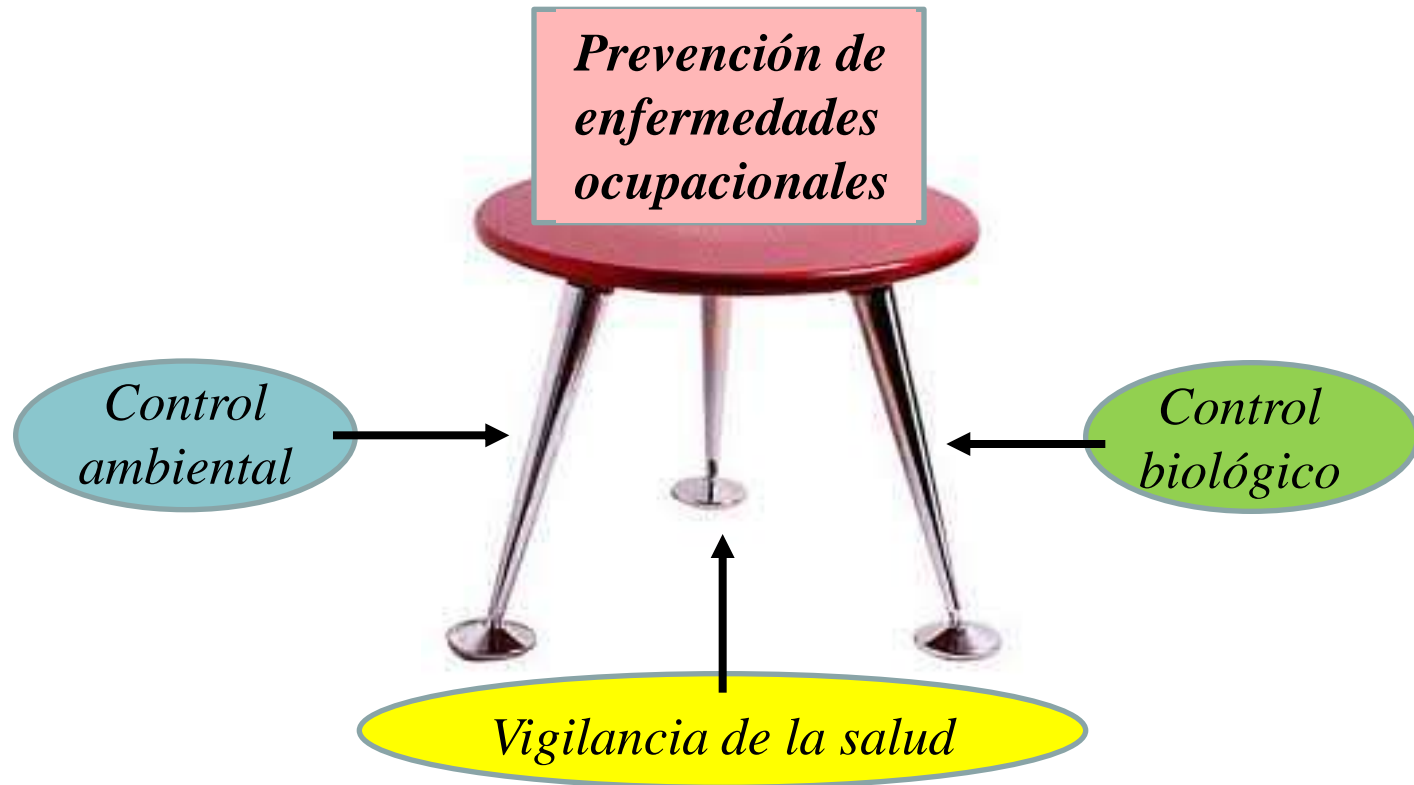 Prevención de
enfermedades
ocupacionales
Control
ambiental
Control
biológico
Vigilancia de la salud